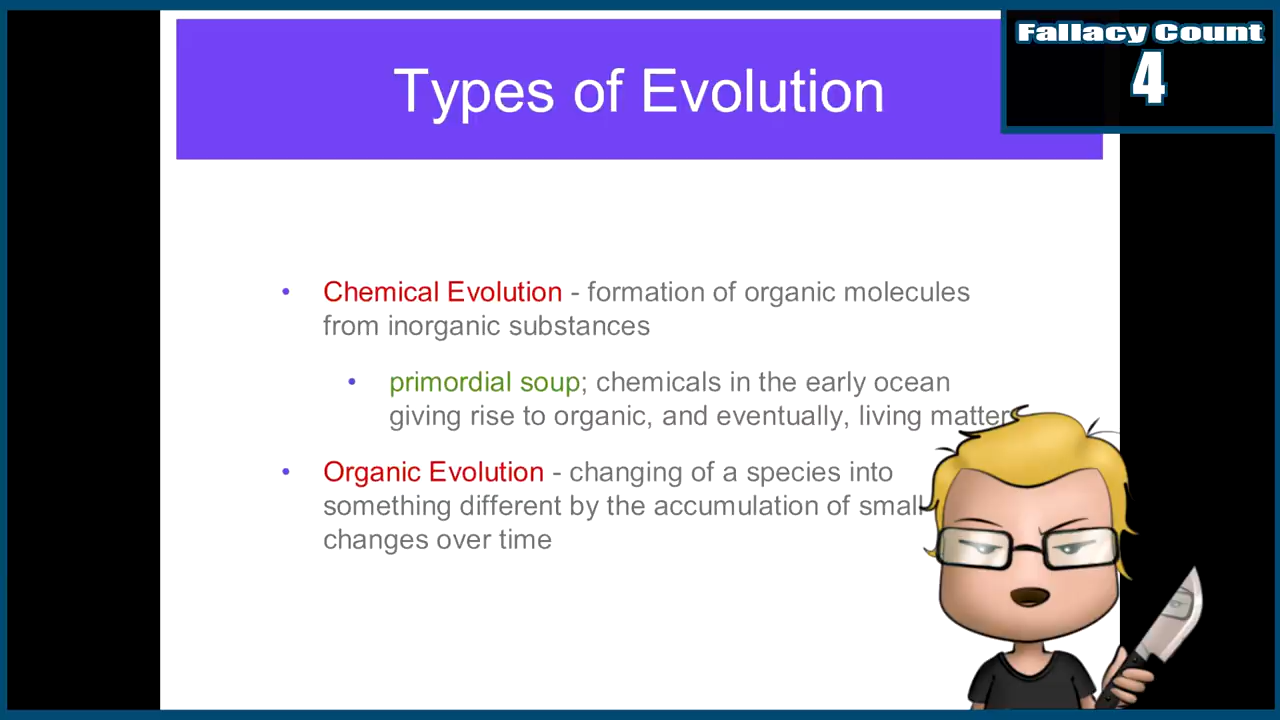 Fallacy Count
4
Types of Evolution
• Chemical Evolution - formation of organic molecules
from inorganic substances
• primordial soup; chemicals in the early ocean
giving rise to organic, and eventually, living matter
• Organic Evolution - changing of a species into
something different by the accumulation of small
changes over time